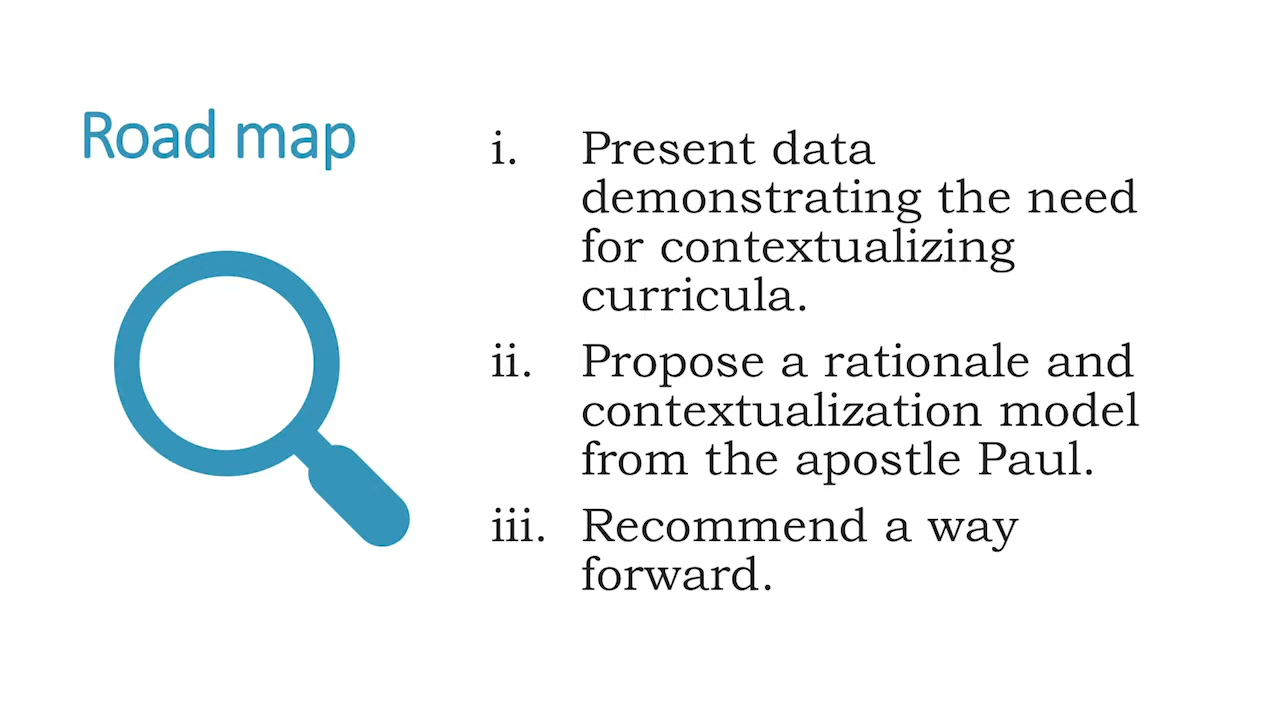 Road map
i. Present data
demonstrating the need
for contextualizing
curricula.
ii. Propose a rationale and
contextualization model
from the apostle Paul.
iii. Recommend a way
forward.